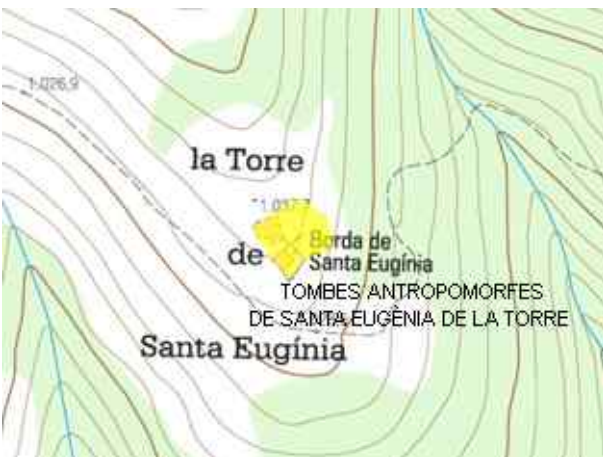 1.026,9
la Torre
de
Borda de
Santa Eugínia
TOMBES ANTROPOMORFES
DE SANTA EUGÈNIA DE LA TORRE
Santa Eugínia